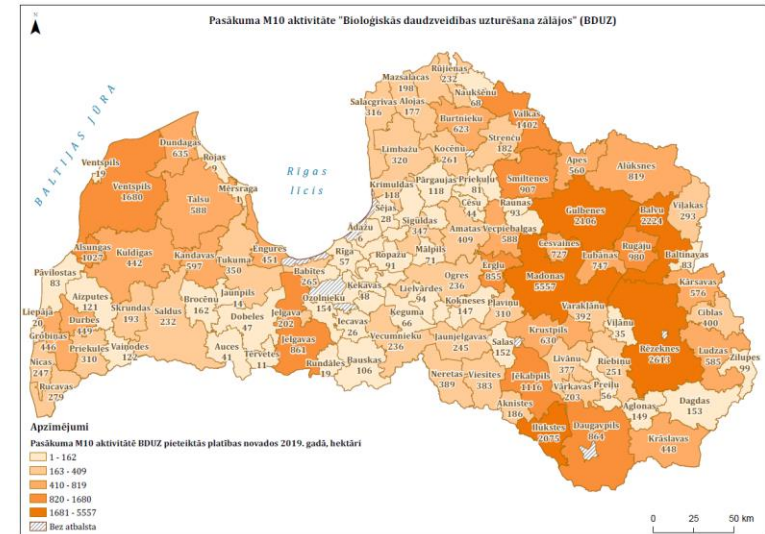 Pasākuma M10 aktivitāte "Bioloģiskās daudzveidības uzturēšana zālājos" (BDUZ)
BALTIJAS JŪRA
Rīgas
līcis
Rūjienas
232
Mazsalacas
198
Naukšēnu
68
Salacgrīvas
316
Alojas
177
Burtnieku
623
Valkas
1402
Strenču
182
Limbažu
320
Kocēnu
261
Smiltenes
907
Apes
560
Alūksnes
819
Dundagas
635
Rojas
9
Ventspils
19
Ventspils
1680
Talsu
588
Mērsraga
1
Krimuldas
118
Pārgaujas
118
Priekuļu
81
Raunas
93
Cēsu
44
Gulbenes
2106
Balvu
2224
Viļakas
293
Sējas
28
Siguldas
347
Amatas
409
Vecpiebalgas
588
Cesvaines
727
Lubānas
747
Rugāju
980
Baltinavas
83
Alsungas
1027
Kuldīgas
442
Kandavas
597
Tukuma
350
Engures
451
Ādažu
6
Rīga
57
Ropažu
91
Mālpils
71
Ērgļu
855
Madonas
5557
Kārsavas
576
Pāvilostas
83
Aizputes
121
Skrundas
193
Saldus
232
Brocēnu
162
Jaunpils
14
Dobeles
47
Babītes
265
Ozolnieku
154
Jelgava
202
Jelgavas
861
Ķekavas
48
Iecavas
26
Ķeguma
66
Lielvārdes
94
Ogres
236
Kokneses
147
Pļaviņu
310
Varakļānu
392
Viļānu
35
Rēzeknes
2613
Ciblas
400
Ludzas
585
Zilupes
99
Liepāja
20
Grobiņas
446
Durbes
449
Priekules
310
Vaiņodes
122
Auces
41
Tērvetes
11
Rundāles
19
Bauskas
106
Vecumnieku
236
Jaunjelgavas
245
Salas
152
Krustpils
630
Līvānu
377
Riebiņu
251
Preiļu
56
Vārkavas
203
Nīcas
247
Rucavas
279
Neretas
389
Viesītes
383
Jēkabpils
1116
Aknīstes
186
Aglonas
149
Dagdas
153
Ilūkstes
2075
Daugavpils
864
Krāslavas
448
Apzīmējumi
Pasākuma M10 aktivitātē BDUZ pieteiktās platības novados 2019. gadā, hektāri
1 - 162
163 - 409
410 - 819
820 - 1680
1681 - 5557
Bez atbalsta
0 25 50 km